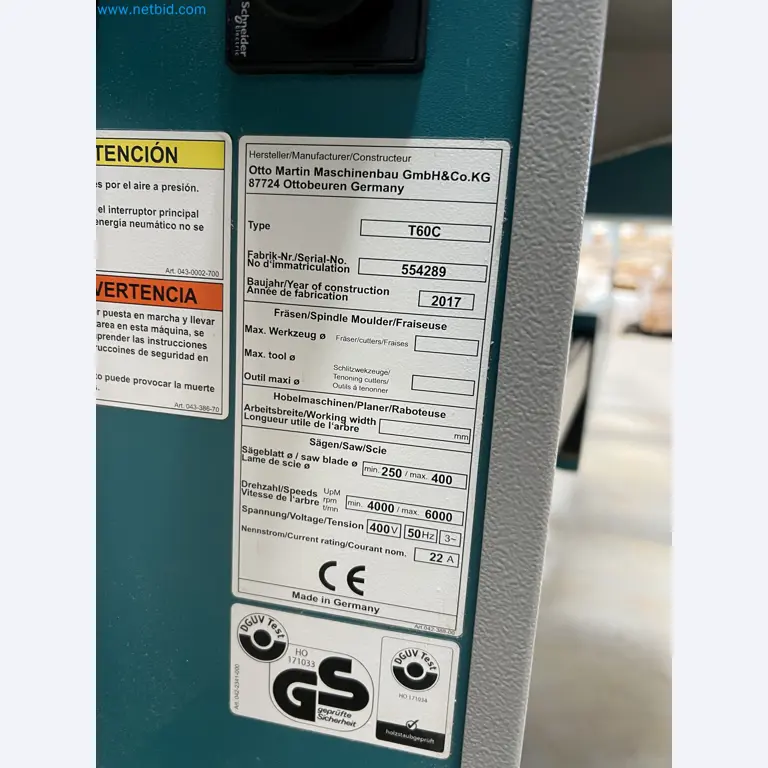 www.netbid.com
Schneider
Electric
TENCIÓN
s por el aire a presión.
el interruptor principal
energia neumático no se
Art. 043-0002-700
VERTENCIA
puesta en marcha y llevar
area en esta máquina, se
prender las instrucciones
ruccoines de seguridad en
o puede provocar la muerte
Art. 043-386-70
Hersteller/Manufacturer/Constructeur
Otto Martin Maschinenbau GmbH&Co.KG
87724 Ottobeuren Germany
Type T60C
Fabrik-Nr./Serial-No.
No d'immatriculation 554289
Baujahr/Year of construction
Année de fabrication 2017
Fräsen/Spindle Moulder/Fraiseuse
Max. Werkzeug ø Fräser/cutters/Fraises
Max. tool ø
Outil maxi ø
Schlitzwekzeuge/
Tenoning cutters/
Outils à tenonner
Hobelmaschinen/Planer/Raboteuse
Arbeitsbreite/Working width
Longueur utile de l'arbre mm
Sägen/Saw/Scie
Sägeblatt ø / saw blade ø
Lame de scie ø min. 250 / max. 400
Drehzahl/Speeds UpM
Vitesse de l'arbre rpm
t/mn min. 4000 / max. 6000
Spannung/Voltage/Tension 400V 50Hz 3~
Nennstrom/Current rating/Courant nom. 22 A
CE
Made in Germany
DGUV Test
HO
171033
GS
geprüfte
Sicherheit
Art. 042-2341-000
DGUV Test
HO 171034
holzstaubgeprüft